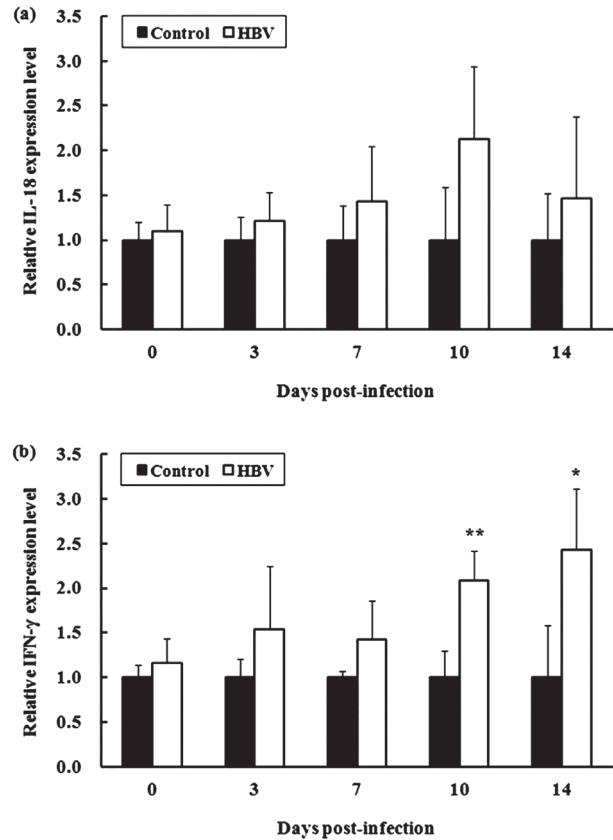 (a)
Relative IL-18 expression level
3.5
3.0
2.5
2.0
1.5
1.0
0.5
0.0
Control HBV
0 3 7 10 14
Days post-infection
(b)
Relative IFN-γ expression level
3.5
3.0
2.5
2.0
1.5
1.0
0.5
0.0
Control HBV
**
*
0 3 7 10 14
Days post-infection